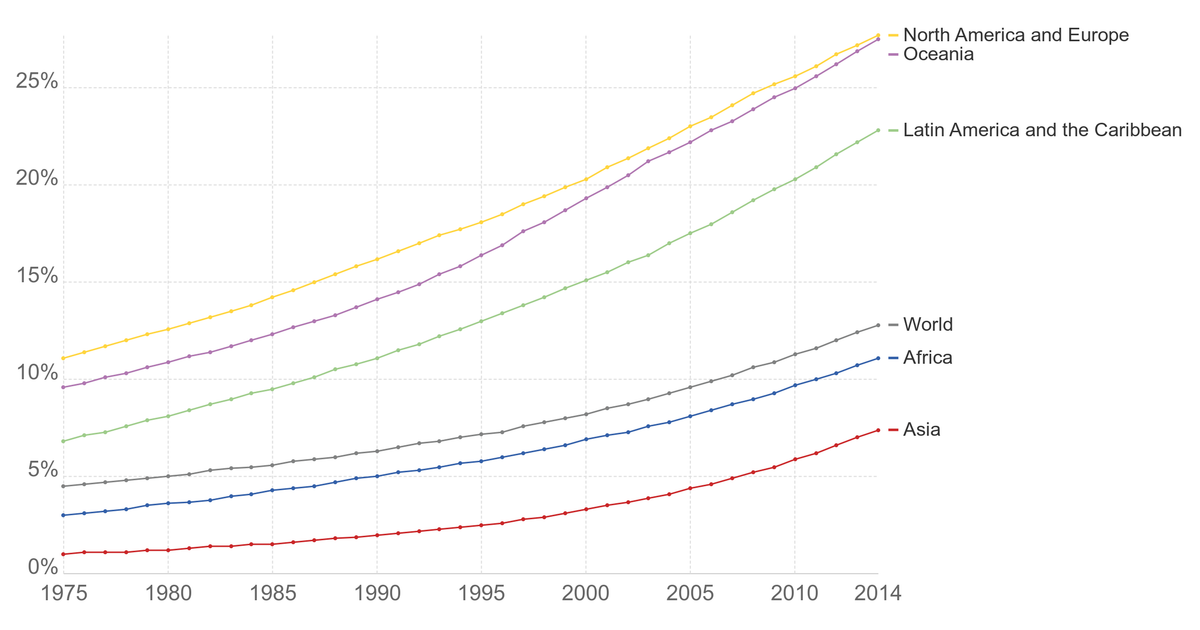 North America and Europe
Oceania
25%
Latin America and the Caribbean
20%
15%
World
Africa
10%
Asia
5%
0%
1975 1980 1985 1990 1995 2000 2005 2010 2014